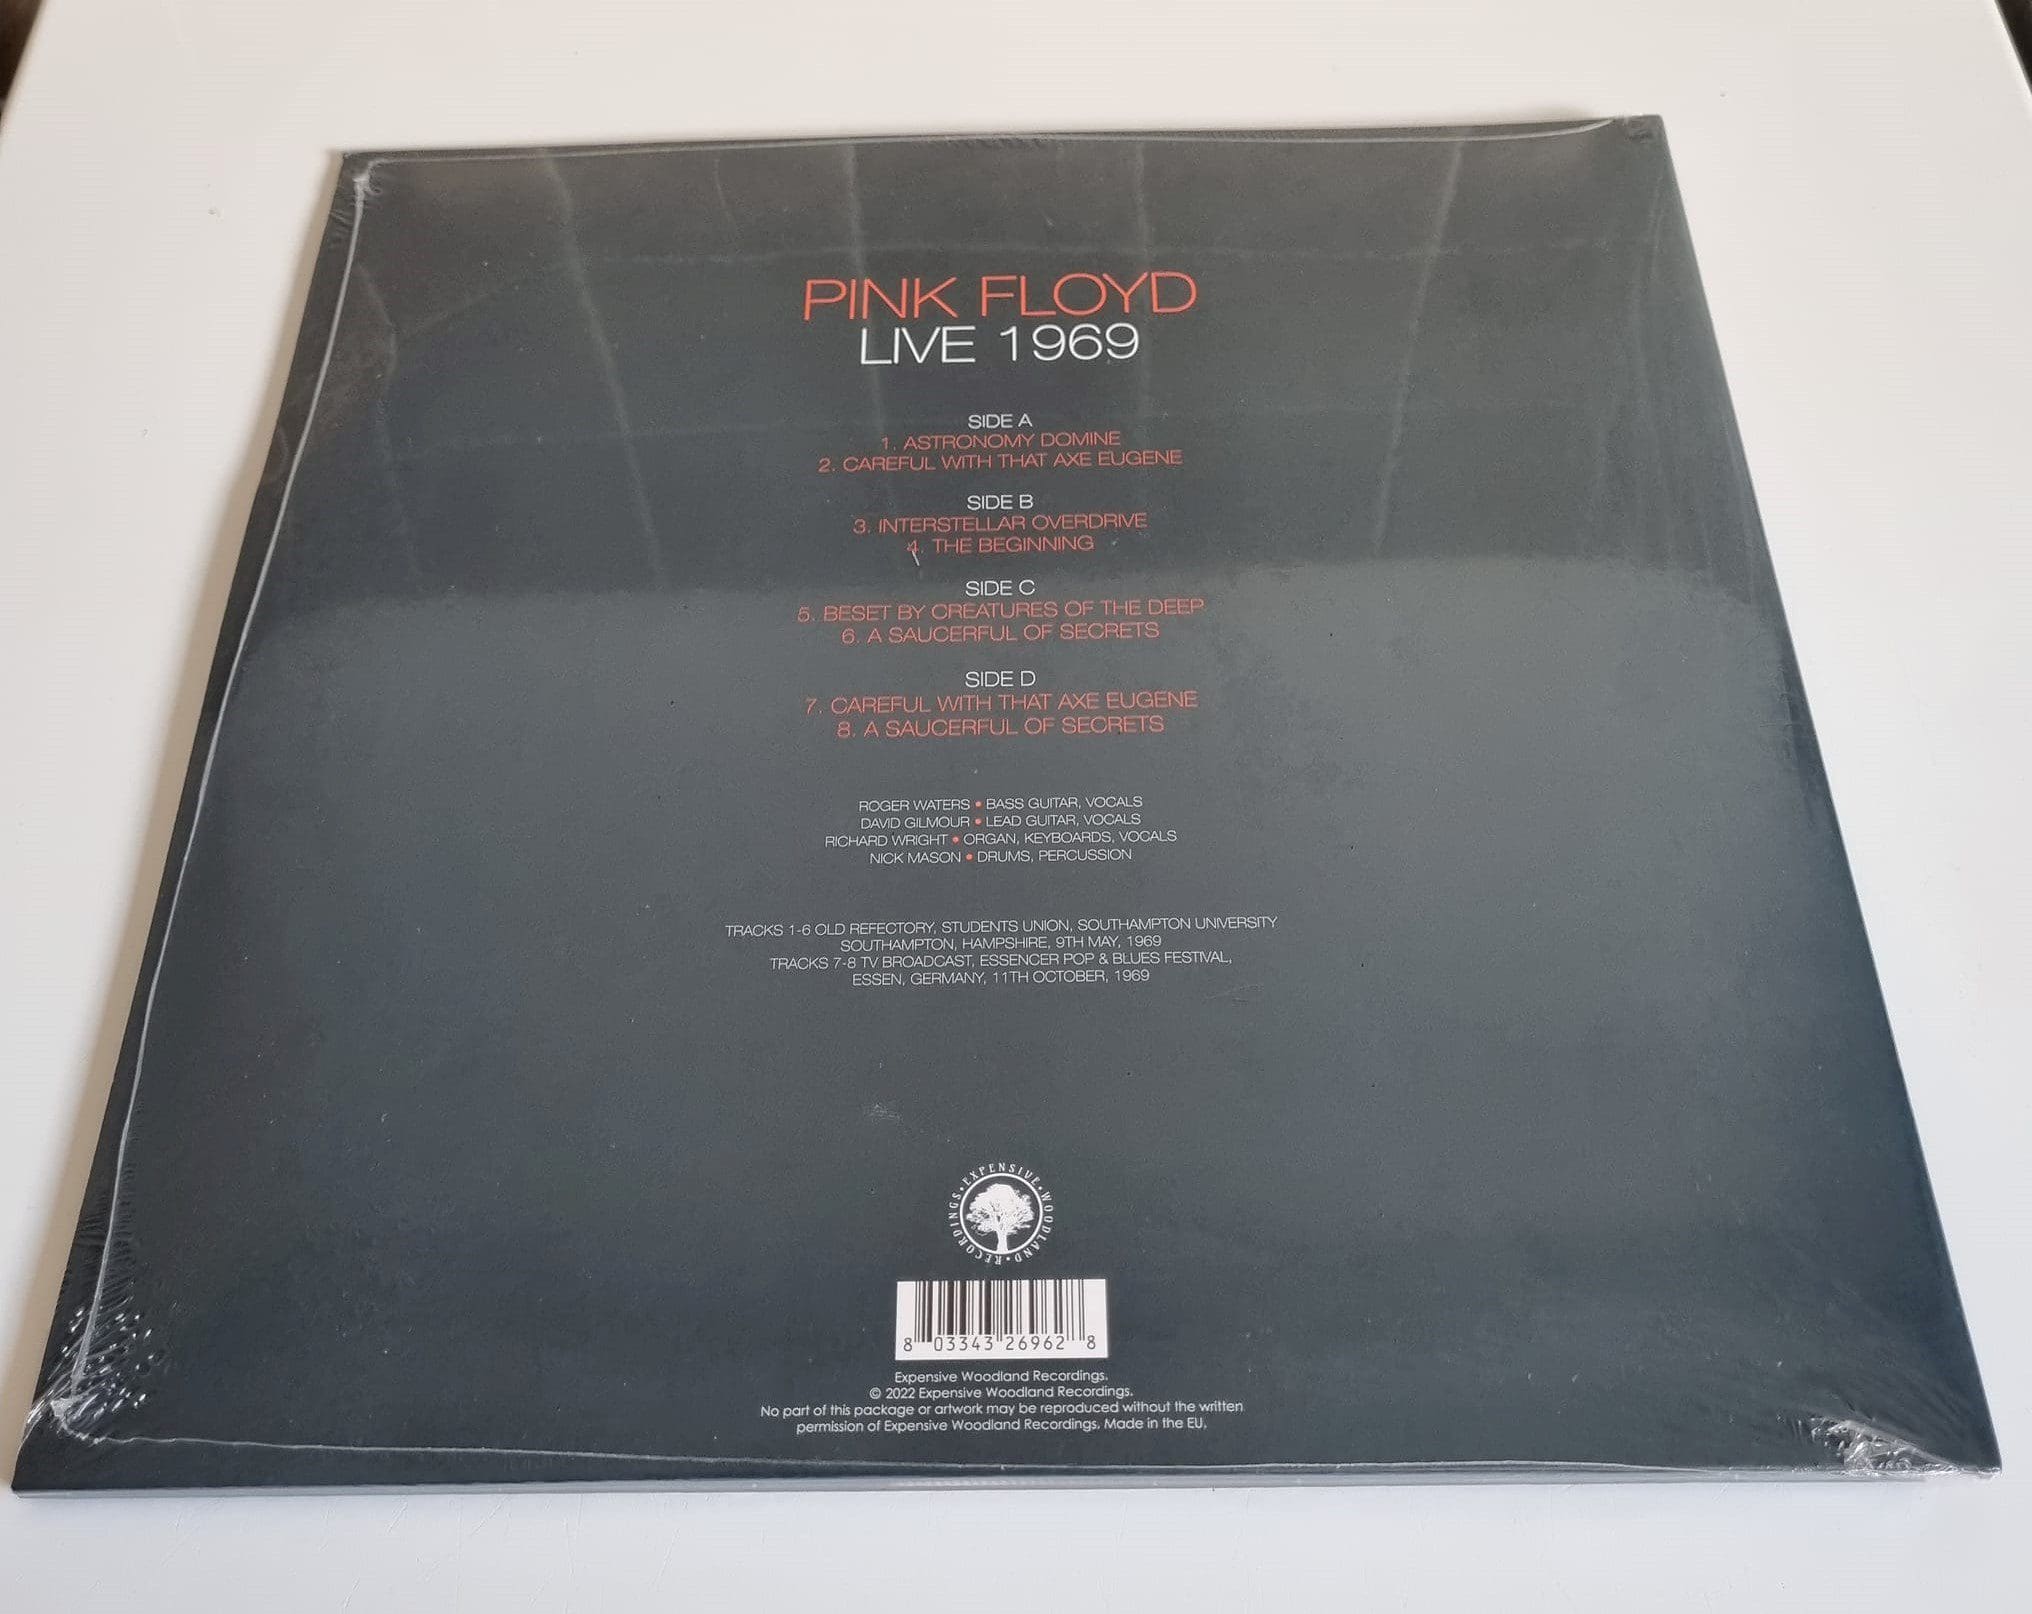 PINK FLOYD
LIVE 1969
SIDE A
1. ASTRONOMY DOMINE
2. CAREFUL WITH THAT AXE EUGENE
SIDE B
3. INTERSTELLAR OVERDRIVE
4. THE BEGINNING
SIDE C
5. BESET BY CREATURES OF THE DEEP
6. A SAUCERFUL OF SECRETS
SIDE D
7. CAREFUL WITH THAT AXE EUGENE
8. A SAUCERFUL OF SECRETS
ROGER WATERS • BASS GUITAR, VOCALS
DAVID GILMOUR • LEAD GUITAR, VOCALS
RICHARD WRIGHT • ORGAN, KEYBOARDS, VOCALS
NICK MASON • DRUMS, PERCUSSION
TRACKS 1-6 OLD REFECTORY, STUDENTS UNION, SOUTHAMPTON UNIVERSITY
SOUTHAMPTON, HAMPSHIRE, 9TH MAY, 1969
TRACKS 7-8 TV BROADCAST, ESSENCER POP & BLUES FESTIVAL,
ESSEN, GERMANY, 11TH OCTOBER, 1969
EXPENSIVE • WOODLAND • RECORDINGS •
8 03343 26962 8
Expensive Woodland Recordings.
© 2022 Expensive Woodland Recordings.
No part of this package or artwork may be reproduced without the written
permission of Expensive Woodland Recordings. Made in the EU.